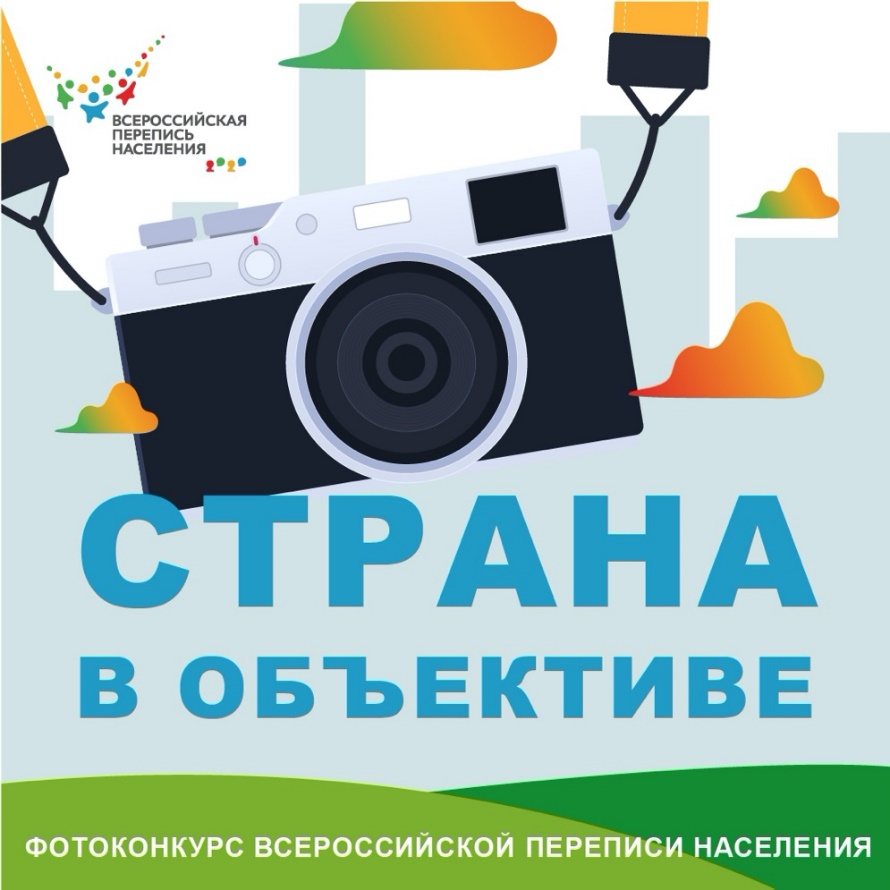 ВСЕРОССИЙСКАЯ
ПЕРЕПИСЬ
НАСЕЛЕНИЯ
2020
СТРАНА
В ОБЪЕКТИВЕ
ФОТОКОНКУРС ВСЕРОССИЙСКОЙ ПЕРЕПИСИ НАСЕЛЕНИЯ